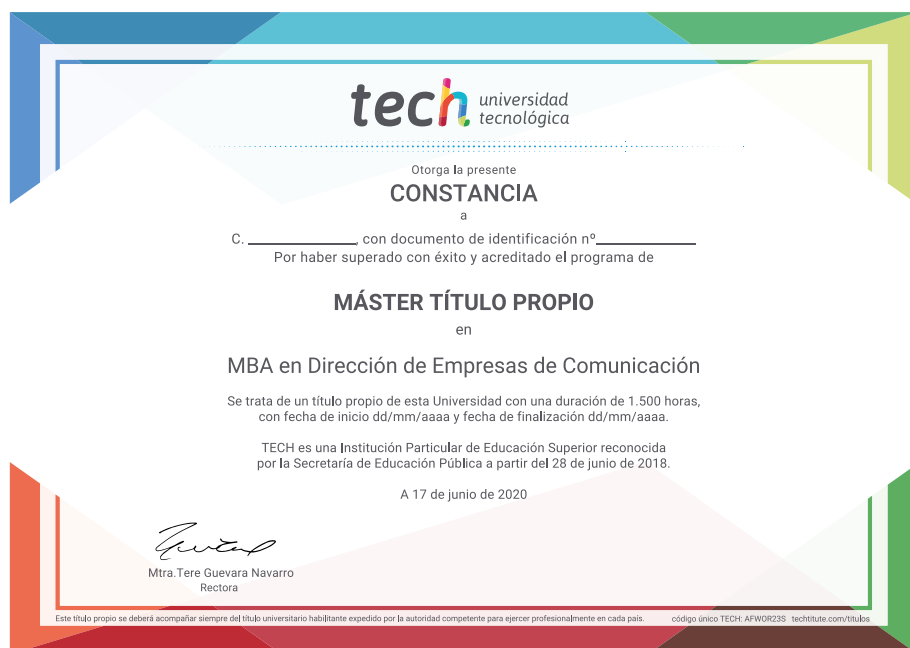 tech universidad
tecnológica
Otorga la presente
CONSTANCIA
a
C. ____________, con documento de identificación nº____________
Por haber superado con éxito y acreditado el programa de
MÁSTER TÍTULO PROPIO
en
MBA en Dirección de Empresas de Comunicación
Se trata de un título propio de esta Universidad con una duración de 1.500 horas,
con fecha de inicio dd/mm/aaaa y fecha de finalización dd/mm/aaaa.
TECH es una Institución Particular de Educación Superior reconocida
por la Secretaría de Educación Pública a partir del 28 de junio de 2018.
A 17 de junio de 2020
Mtra.Tere Guevara Navarro
Rectora
Este título propio se deberá acompañar siempre del título universitario habilitante expedido por la autoridad competente para ejercer profesionalmente en cada país. código único TECH: AFWOR23S techtitute.com/titulos